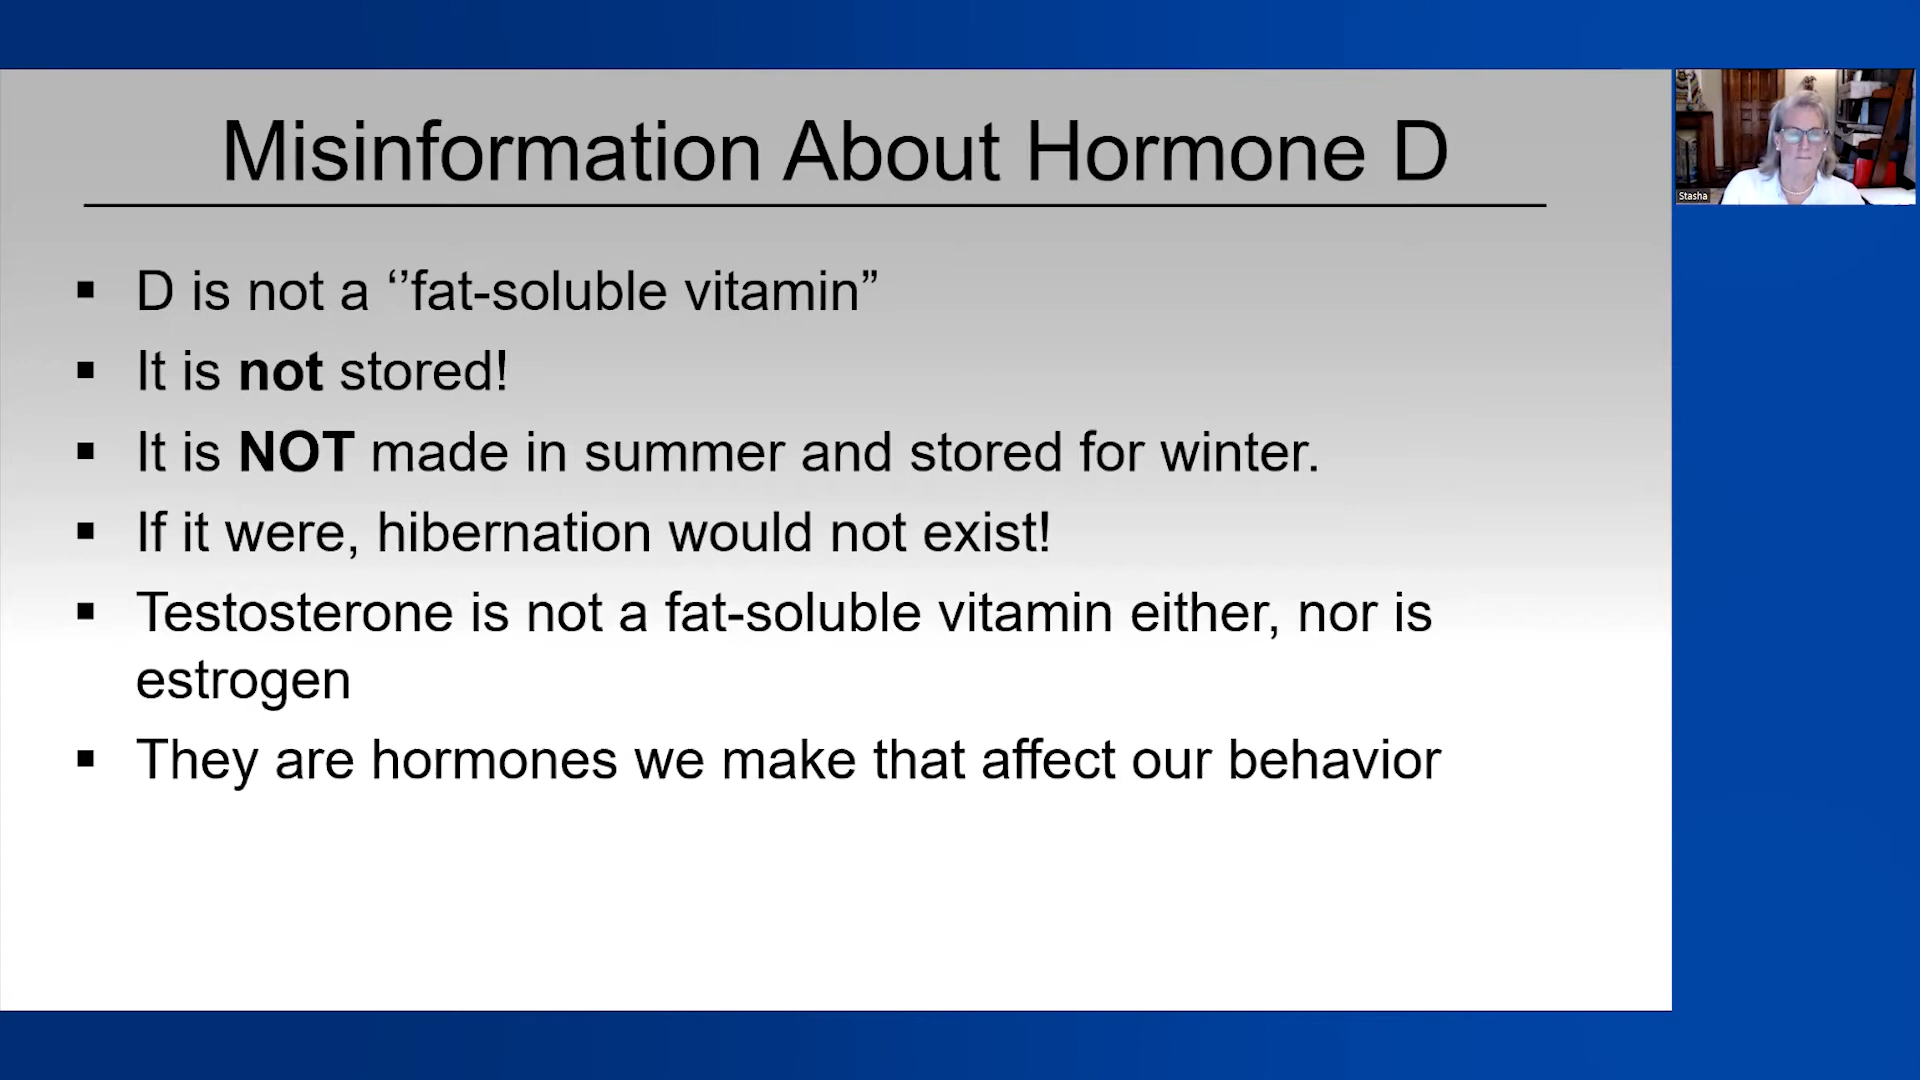 Misinformation About Hormone D
▪ D is not a ‘’fat-soluble vitamin”
▪ It is not stored!
▪ It is NOT made in summer and stored for winter.
▪ If it were, hibernation would not exist!
▪ Testosterone is not a fat-soluble vitamin either, nor is
estrogen
▪ They are hormones we make that affect our behavior
Stasha